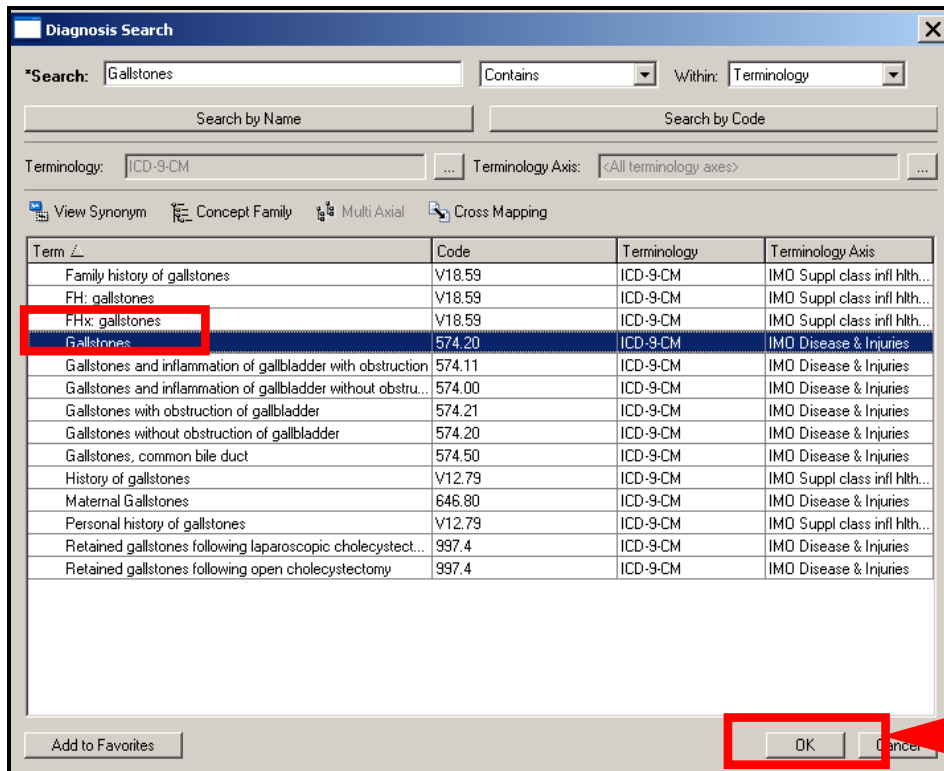 Diagnosis Search
*Search: Gallstones Contains Within: Terminology
Search by Name Search by Code
Terminology: ICD-9-CM ... Terminology Axis: <All terminology axes> ...
View Synonym Concept Family Multi Axial Cross Mapping
Term Code Terminology Terminology Axis
Family history of gallstones V18.59 ICD-9-CM IMO Suppl class infl hlth...
FH: gallstones V18.59 ICD-9-CM IMO Suppl class infl hlth...
FHx: gallstones V18.59 ICD-9-CM IMO Suppl class infl hlth...
Gallstones 574.20 ICD-9-CM IMO Disease & Injuries
Gallstones and inflammation of gallbladder with obstruction 574.11 ICD-9-CM IMO Disease & Injuries
Gallstones and inflammation of gallbladder without obstru... 574.00 ICD-9-CM IMO Disease & Injuries
Gallstones with obstruction of gallbladder 574.21 ICD-9-CM IMO Disease & Injuries
Gallstones without obstruction of gallbladder 574.20 ICD-9-CM IMO Disease & Injuries
Gallstones, common bile duct 574.50 ICD-9-CM IMO Disease & Injuries
History of gallstones V12.79 ICD-9-CM IMO Suppl class infl hlth...
Maternal Gallstones 646.80 ICD-9-CM IMO Disease & Injuries
Personal history of gallstones V12.79 ICD-9-CM IMO Suppl class infl hlth...
Retained gallstones following laparoscopic cholecystect... 997.4 ICD-9-CM IMO Disease & Injuries
Retained gallstones following open cholecystectomy 997.4 ICD-9-CM IMO Disease & Injuries
Add to Favorites OK Cancel